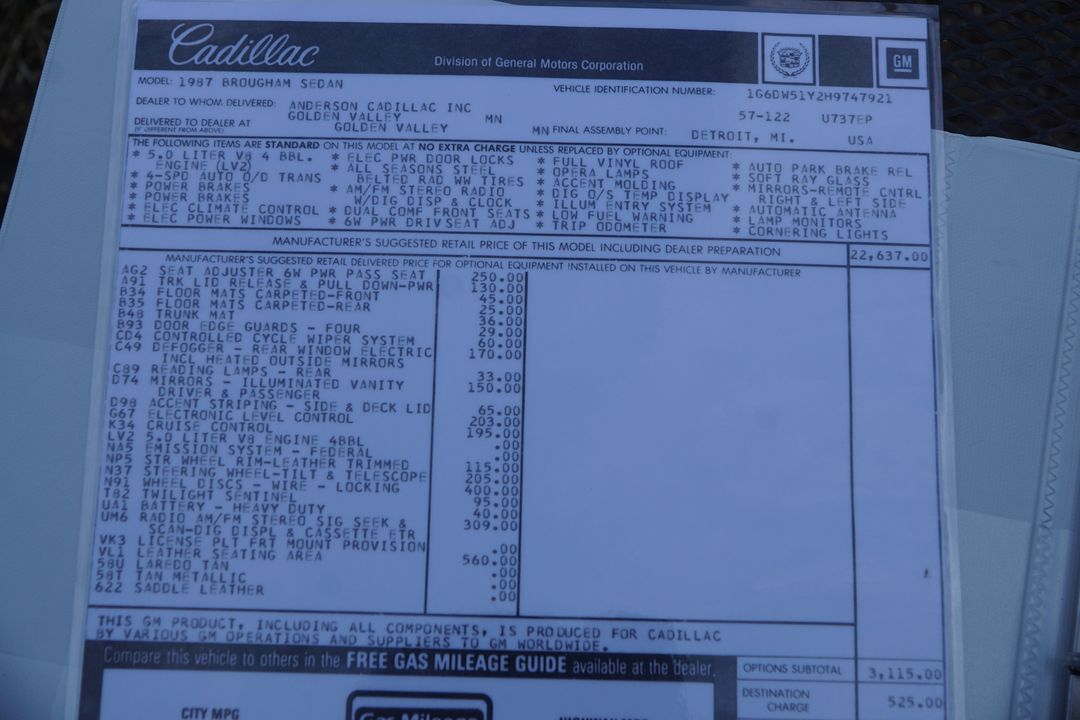 Cadillac
Division of General Motors Corporation
GM
MODEL: 1987 BROUGHAM SEDAN
VEHICLE IDENTIFICATION NUMBER: 1G6DW51Y2H9747921
DEALER TO WHOM DELIVERED: ANDERSON CADILLAC INC
GOLDEN VALLEY MN 57-122 U737EP
DELIVERED TO DEALER AT GOLDEN VALLEY MN
(IF DIFFERENT FROM ABOVE)
FINAL ASSEMBLY POINT: DETROIT, MI. USA
THE FOLLOWING ITEMS ARE STANDARD ON THIS MODEL AT NO EXTRA CHARGE UNLESS REPLACED BY OPTIONAL EQUIPMENT:
* 5.0 LITER V8 4 BBL.
ENGINE (LV2)
* 4-SPD AUTO O/D TRANS
* POWER BRAKES
* POWER BRAKES
* ELEC CLIMATE CONTROL
* ELEC POWER WINDOWS
* ELEC PWR DOOR LOCKS
* ALL SEASONS STEEL
BELTED RAD WW TIRES
* AM/FM STEREO RADIO
W/DIG DISP & CLOCK
* DUAL COMF FRONT SEATS
* 6W PWR DRIV SEAT ADJ
* FULL VINYL ROOF
* OPERA LAMPS
* ACCENT MOLDING
* DIG O/S TEMP DISPLAY
* ILLUM ENTRY SYSTEM
* LOW FUEL WARNING
* TRIP ODOMETER
* AUTO PARK BRAKE REL
* SOFT RAY GLASS
* MIRRORS-REMOTE CNTRL
RIGHT & LEFT SIDE
* AUTOMATIC ANTENNA
* LAMP MONITORS
* CORNERING LIGHTS
MANUFACTURER'S SUGGESTED RETAIL PRICE OF THIS MODEL INCLUDING DEALER PREPARATION 22,637.00
MANUFACTURER'S SUGGESTED RETAIL DELIVERED PRICE FOR OPTIONAL EQUIPMENT INSTALLED ON THIS VEHICLE BY MANUFACTURER
AG2 SEAT ADJUSTER 6W PWR PASS SEAT 250.00
A91 TRK LID RELEASE & PULL DOWN-PWR 130.00
B34 FLOOR MATS CARPETED-FRONT 45.00
B35 FLOOR MATS CARPETED-REAR 25.00
B48 TRUNK MAT 36.00
B93 DOOR EDGE GUARDS - FOUR 29.00
CD4 CONTROLLED CYCLE WIPER SYSTEM 60.00
C49 DEFOGGER - REAR WINDOW ELECTRIC 170.00
INCL HEATED OUTSIDE MIRRORS
C89 READING LAMPS - REAR 33.00
D74 MIRRORS - ILLUMINATED VANITY 150.00
DRIVER & PASSENGER
D98 ACCENT STRIPING - SIDE & DECK LID 65.00
G67 ELECTRONIC LEVEL CONTROL 203.00
K34 CRUISE CONTROL 195.00
LV2 5.0 LITER V8 ENGINE 4BBL .00
NA5 EMISSION SYSTEM - FEDERAL .00
NP5 STR WHEEL RIM-LEATHER TRIMMED 115.00
N37 STEERING WHEEL-TILT & TELESCOPE 205.00
N91 WHEEL DISCS - WIRE - LOCKING 400.00
T82 TWILIGHT SENTINEL 95.00
UA1 BATTERY - HEAVY DUTY 40.00
UM6 RADIO AM/FM STEREO SIG SEEK & 309.00
SCAN-DIG DISPL & CASSETTE ETR
VK3 LICENSE PLT FRT MOUNT PROVISION .00
VL1 LEATHER SEATING AREA 560.00
58U LAREDO TAN .00
58T TAN METALLIC .00
622 SADDLE LEATHER .00
THIS GM PRODUCT, INCLUDING ALL COMPONENTS, IS PRODUCED FOR CADILLAC
BY VARIOUS GM OPERATIONS AND SUPPLIERS TO GM WORLDWIDE.
Compare this vehicle to others in the FREE GAS MILEAGE GUIDE available at the dealer.
OPTIONS SUBTOTAL 3,115.00
DESTINATION CHARGE 525.00
CITY MPG
Gas Mileage